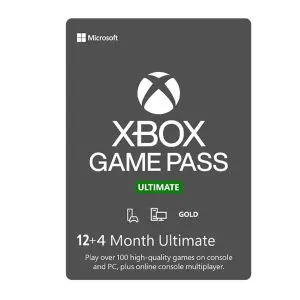 Microsoft
XBOX
GAME PASS
ULTIMATE
GOLD
12+4 Month Ultimate
Play over 100 high-quality games on console
and PC, plus online console multiplayer.